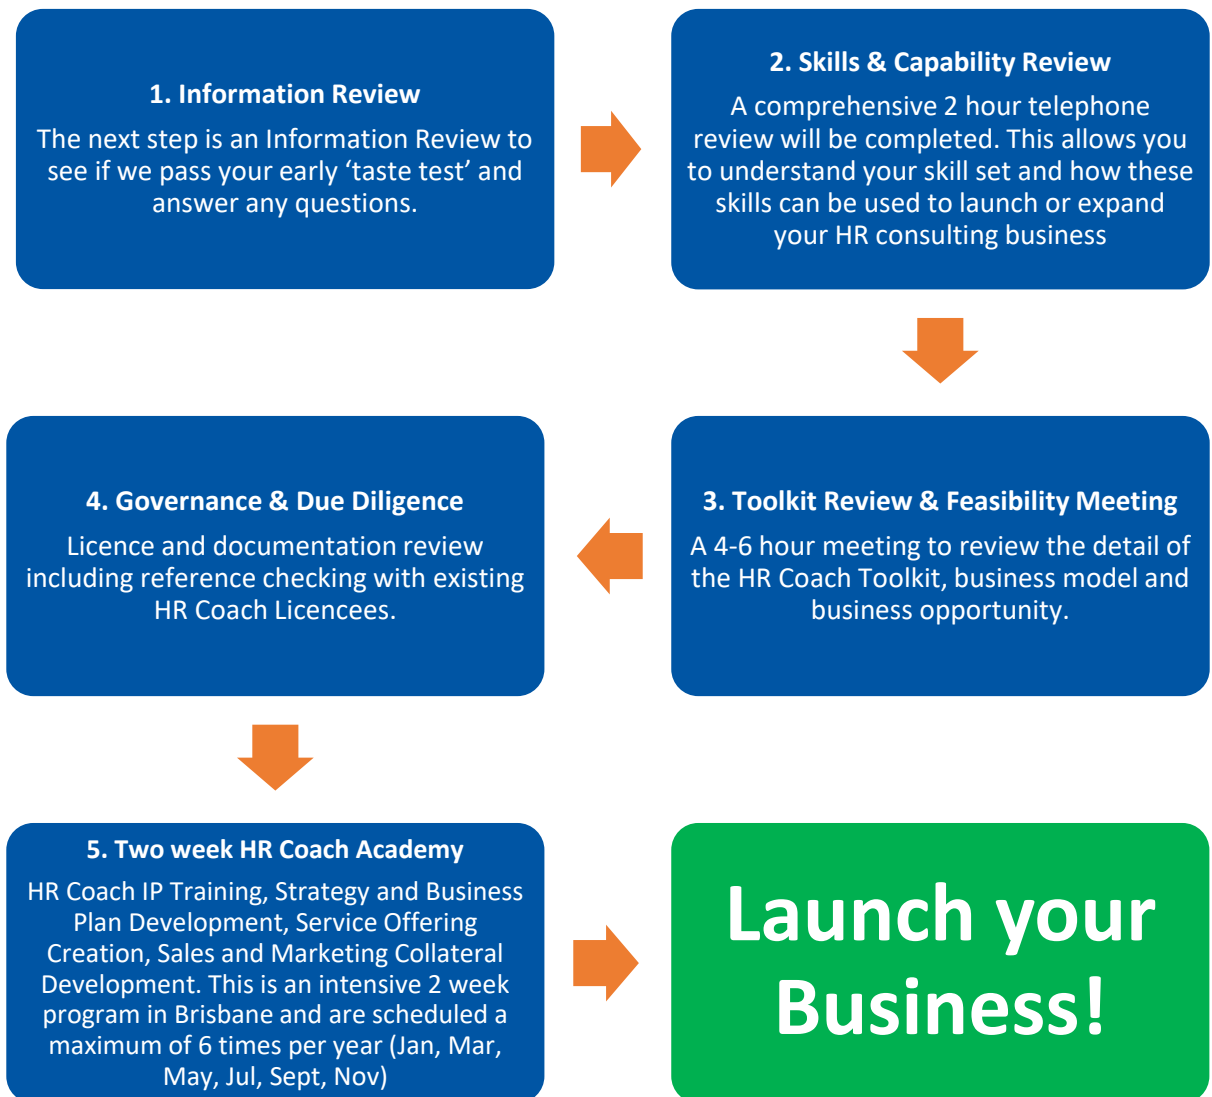 1. Information Review
The next step is an Information Review to
see if we pass your early ‘taste test’ and
answer any questions.
2. Skills & Capability Review
A comprehensive 2 hour telephone
review will be completed. This allows you
to understand your skill set and how these
skills can be used to launch or expand
your HR consulting business
3. Toolkit Review & Feasibility Meeting
A 4-6 hour meeting to review the detail of
the HR Coach Toolkit, business model and
business opportunity.
4. Governance & Due Diligence
Licence and documentation review
including reference checking with existing
HR Coach Licencees.
5. Two week HR Coach Academy
HR Coach IP Training, Strategy and Business
Plan Development, Service Offering
Creation, Sales and Marketing Collateral
Development. This is an intensive 2 week
program in Brisbane and are scheduled a
maximum of 6 times per year (Jan, Mar,
May, Jul, Sept, Nov)
Launch your
Business!